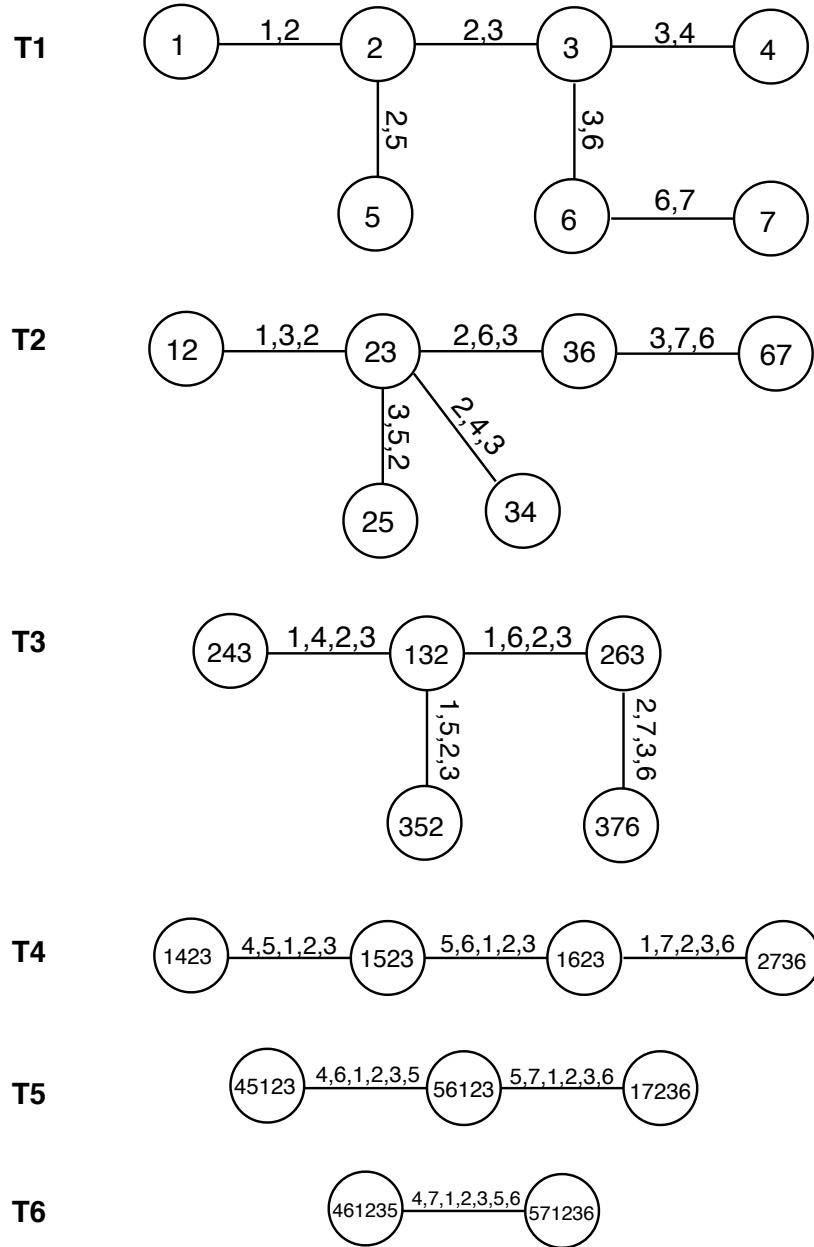 T1
1 1,2 2 2,3 3 3,4 4
2,5 3,6
5 6 6,7 7
T2
12 1,3,2 23 2,6,3 36 3,7,6 67
3,5,2 2,4,3
25 34
T3
243 1,4,2,3 132 1,6,2,3 263
1,5,2,3 2,7,3,6
352 376
T4
1423 4,5,1,2,3 1523 5,6,1,2,3 1623 1,7,2,3,6 2736
T5
45123 4,6,1,2,3,5 56123 5,7,1,2,3,6 17236
T6
461235 4,7,1,2,3,5,6 571236